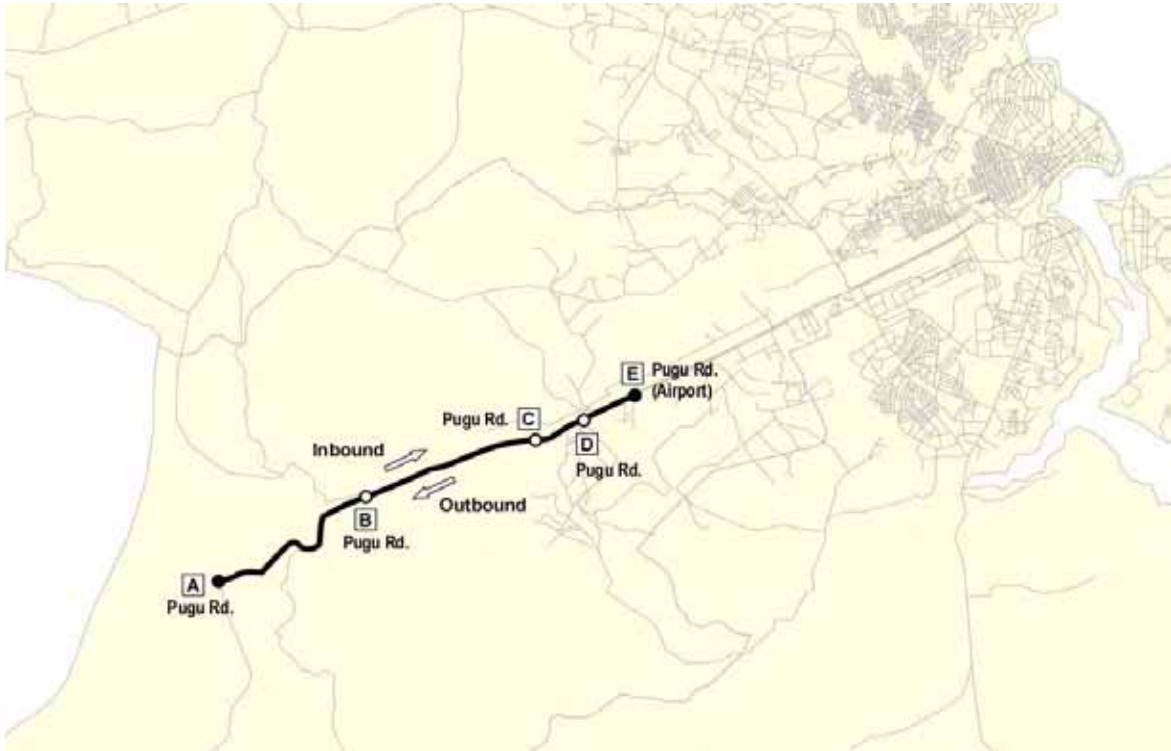 E
Pugu Rd.
(Airport)
Pugu Rd.
C
D
Pugu Rd.
Inbound
Outbound
B
Pugu Rd.
A
Pugu Rd.